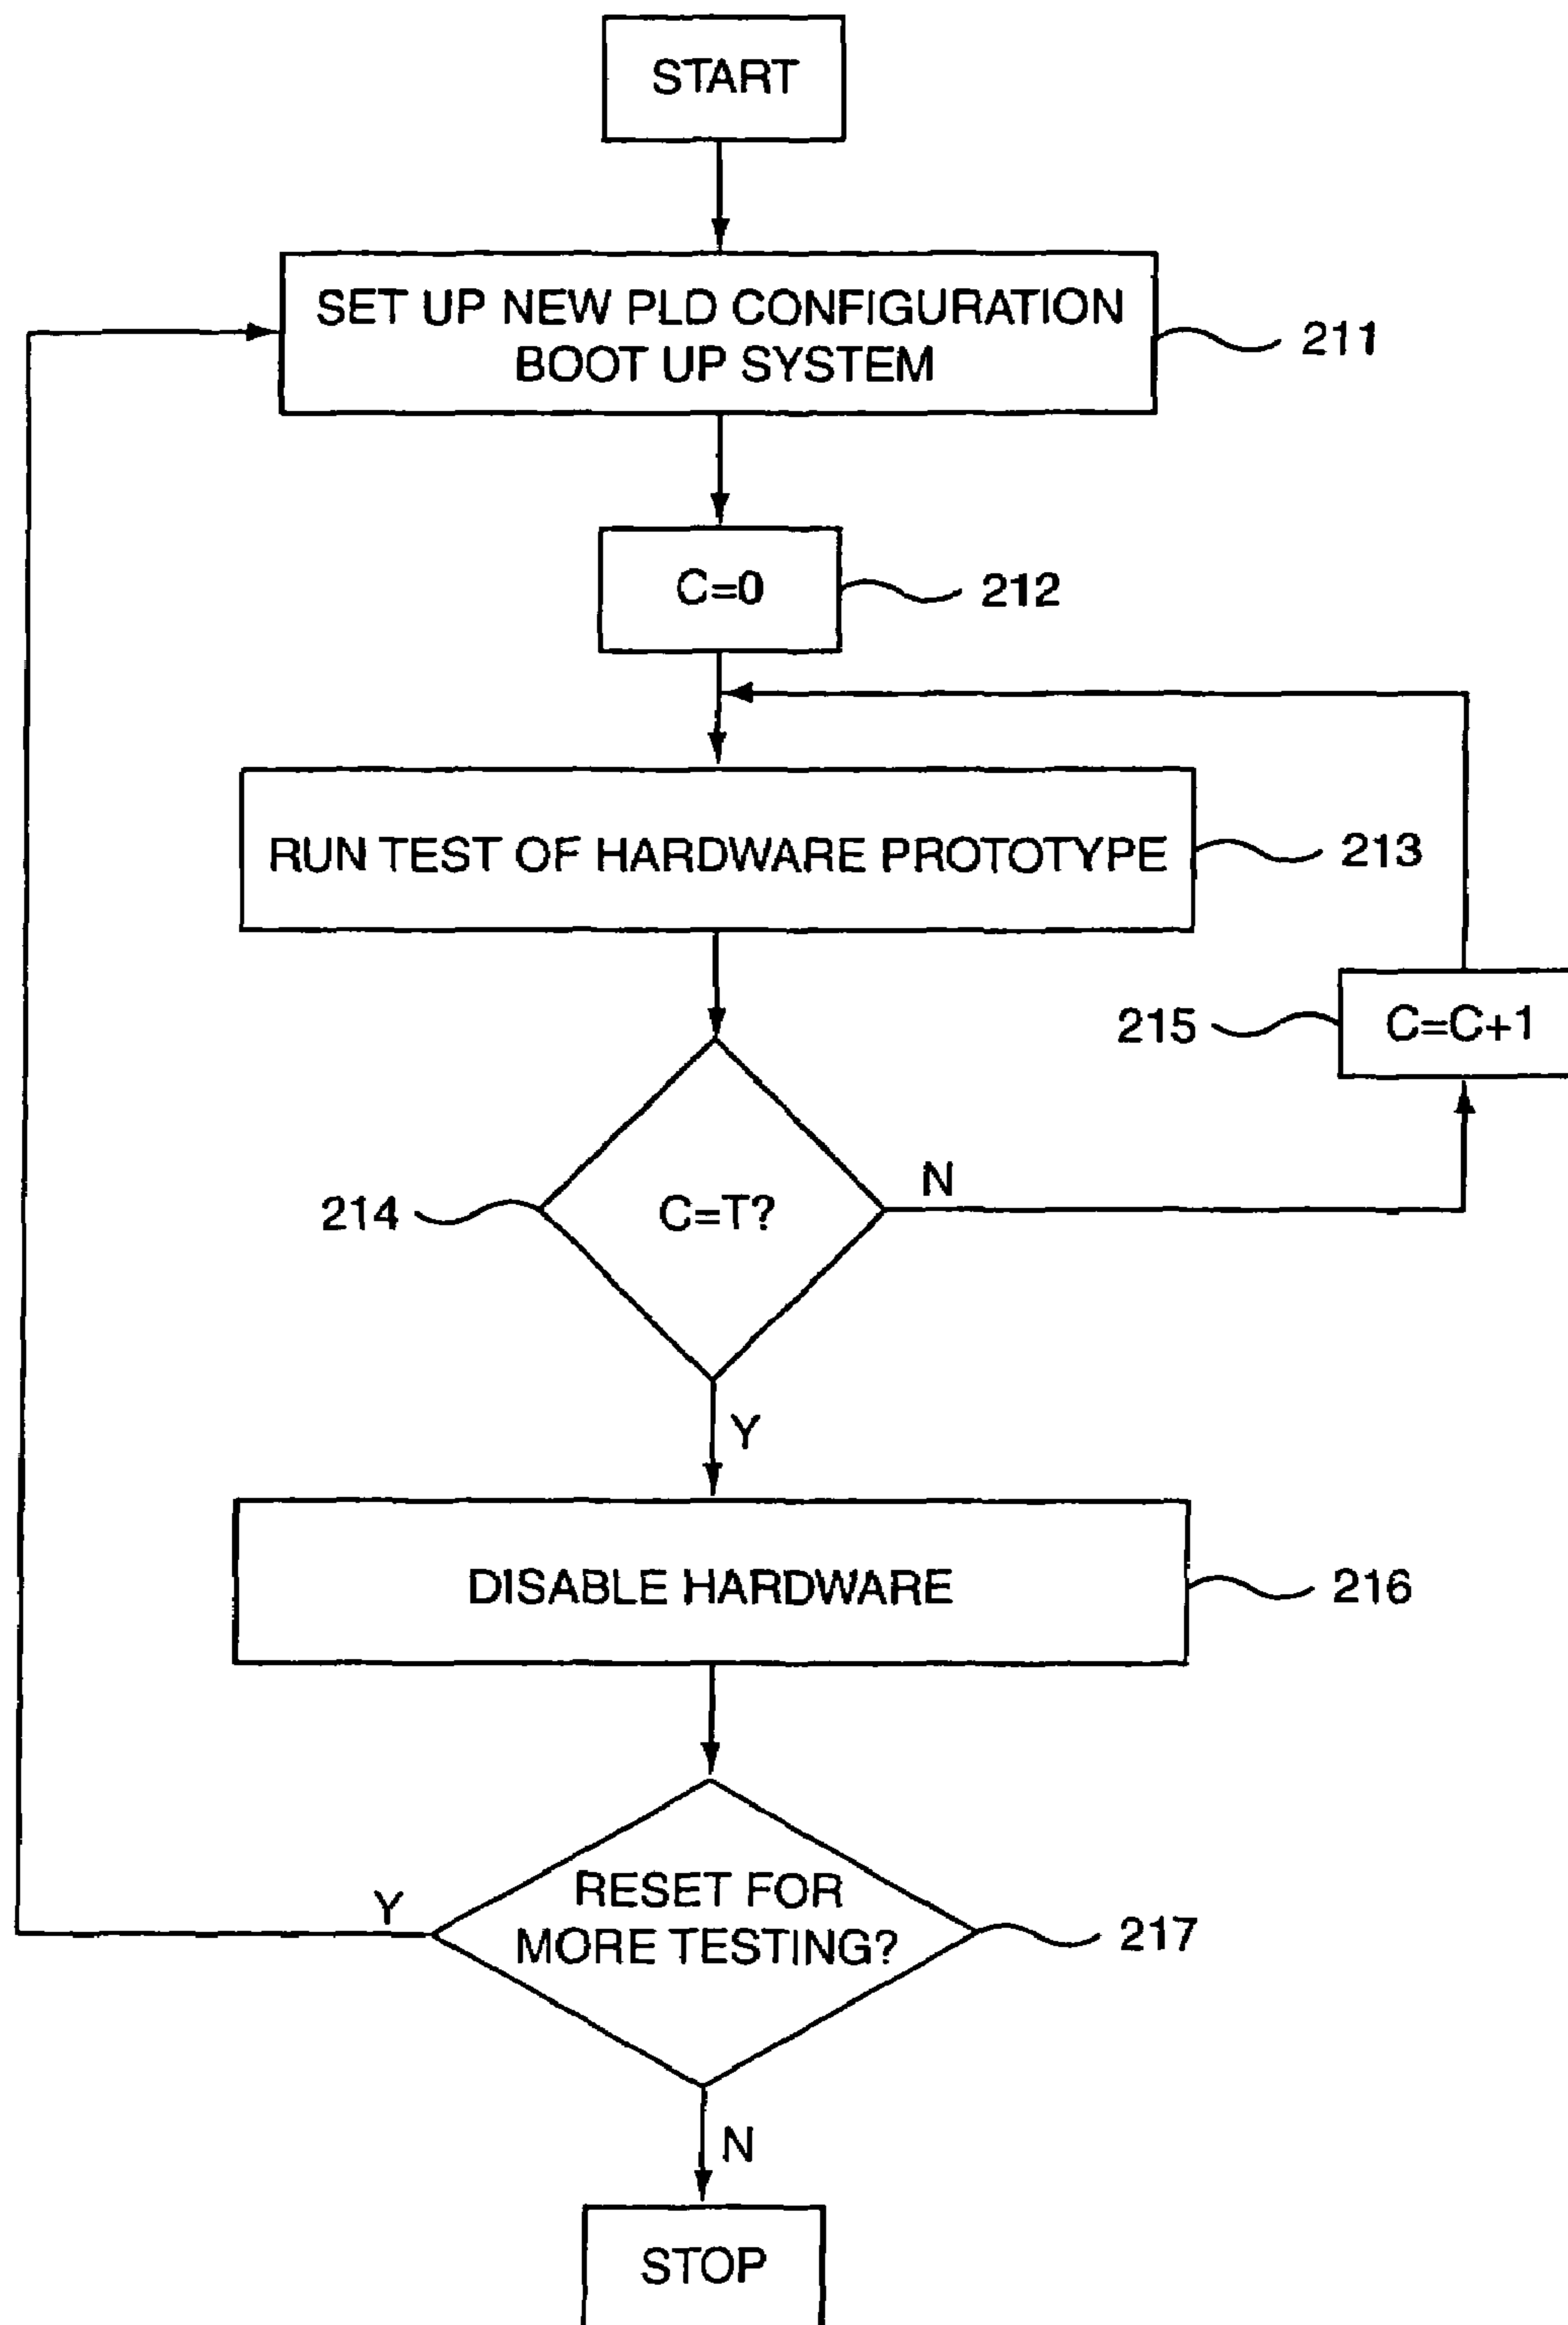 START
SET UP NEW PLD CONFIGURATION
BOOT UP SYSTEM
211
C=0
212
RUN TEST OF HARDWARE PROTOTYPE
213
215
C=C+1
214
C=T?
N
Y
DISABLE HARDWARE
216
Y
RESET FOR
MORE TESTING?
217
N
STOP